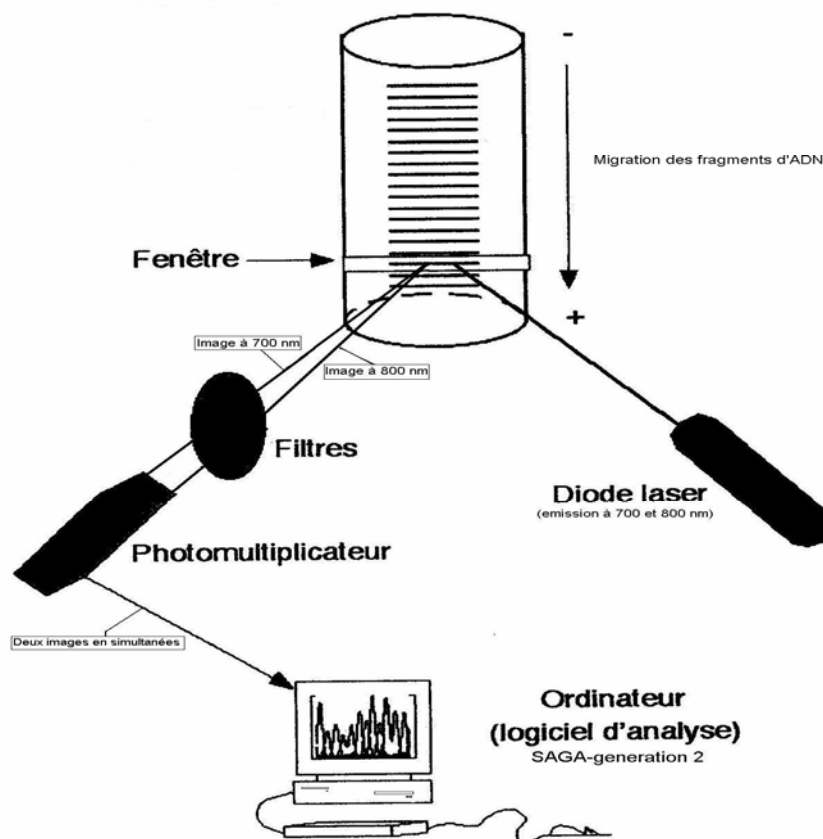 -
Migration des fragments d'ADN
Fenêtre
+
Image à 700 nm
Image à 800 nm
Filtres
Diode laser
(emission à 700 et 800 nm)
Photomultiplicateur
Deux images en simultanées
Ordinateur
(logiciel d'analyse)
SAGA-generation 2